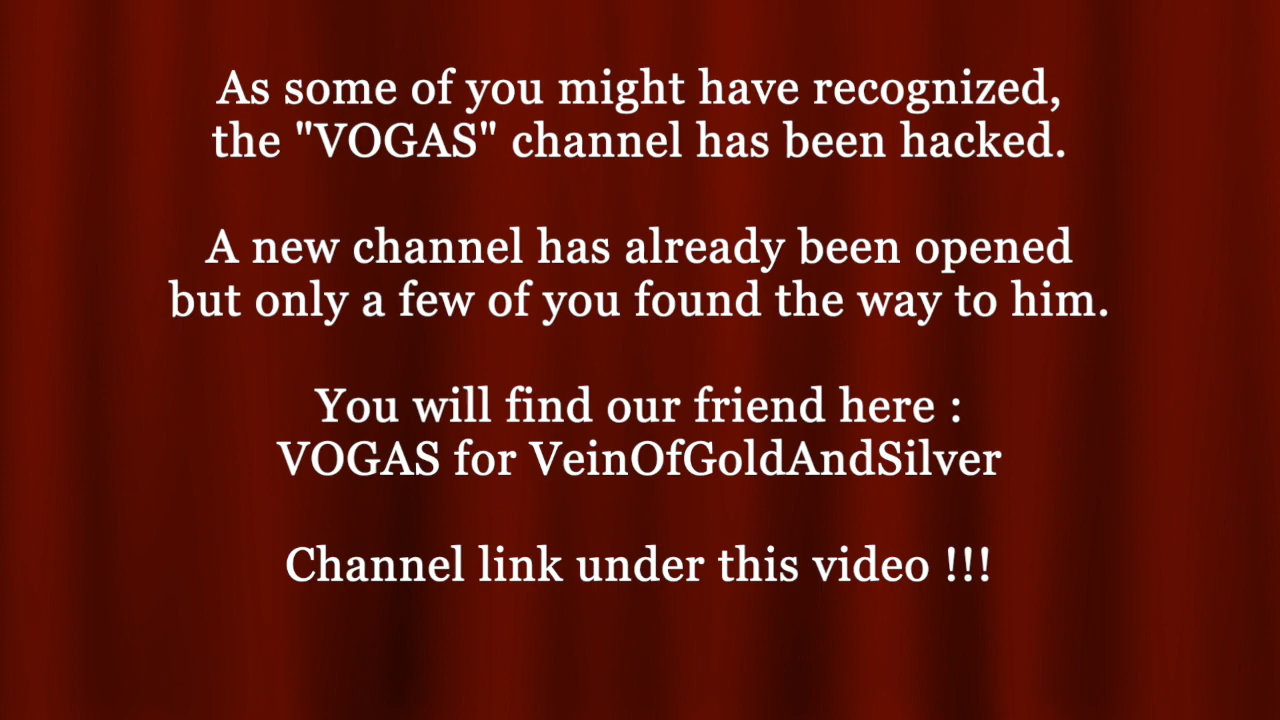 As some of you might have recognized,
the "VOGAS" channel has been hacked.
A new channel has already been opened
but only a few of you found the way to him.
You will find our friend here :
VOGAS for VeinOfGoldAndSilver
Channel link under this video !!!